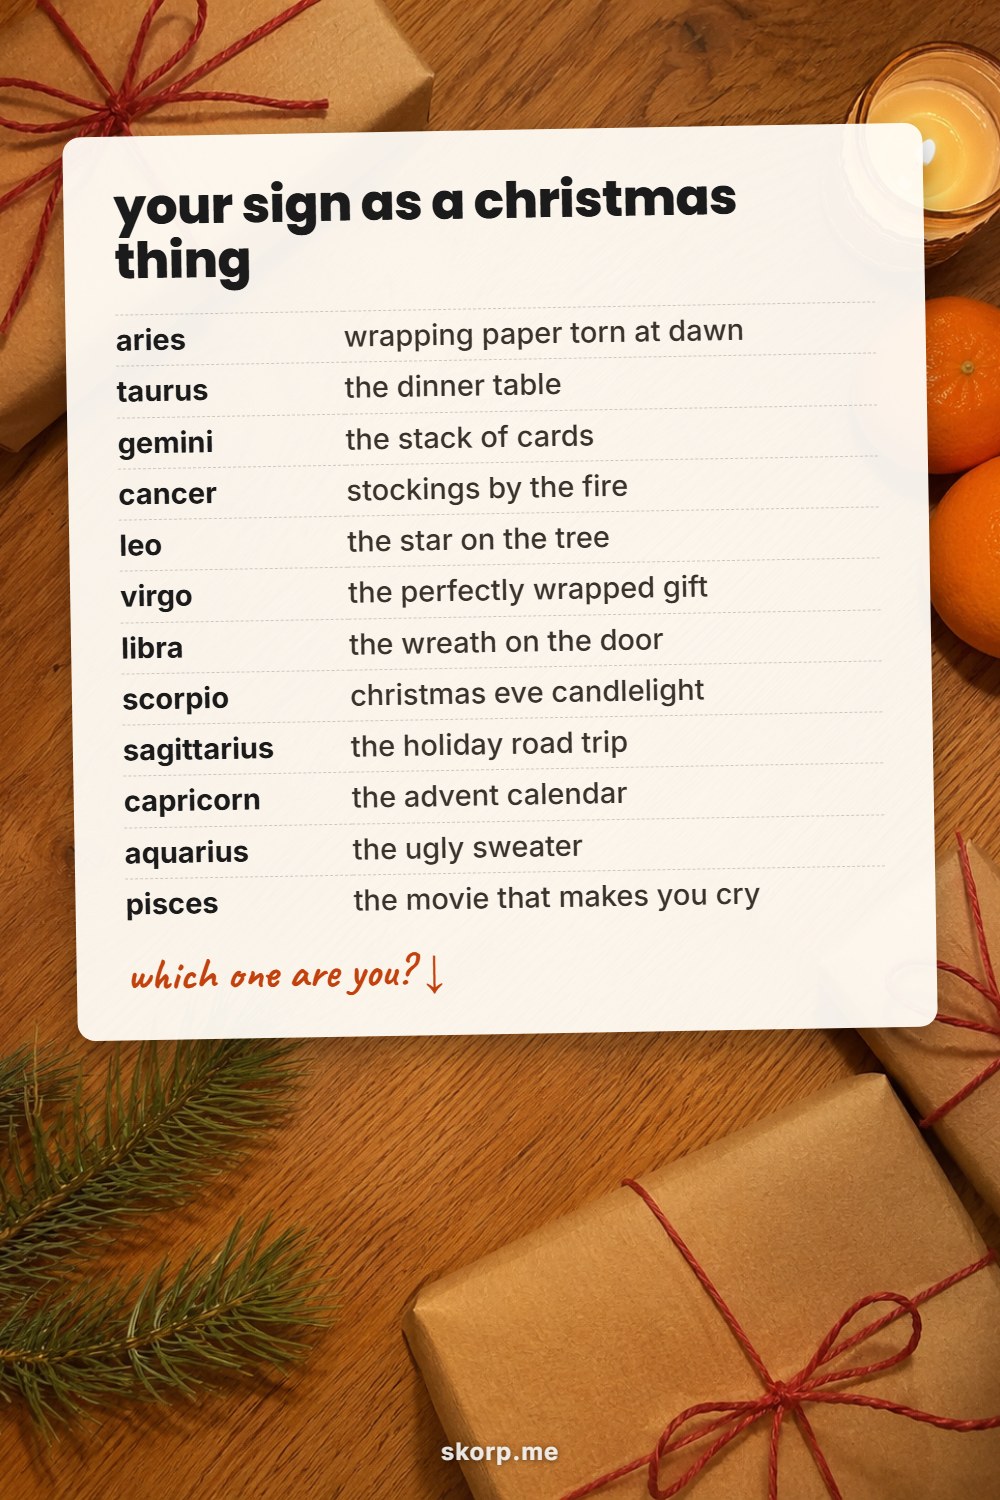 your sign as a christmas
thing
aries wrapping paper torn at dawn
taurus the dinner table
gemini the stack of cards
cancer stockings by the fire
leo the star on the tree
virgo the perfectly wrapped gift
libra the wreath on the door
scorpio christmas eve candlelight
sagittarius the holiday road trip
capricorn the advent calendar
aquarius the ugly sweater
pisces the movie that makes you cry
which one are you? ↓
skorp.me